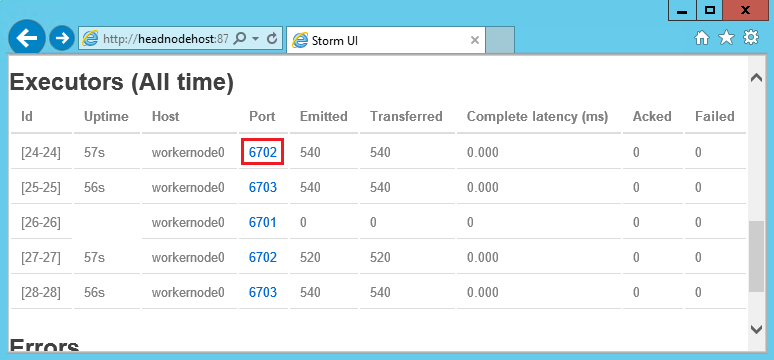 http://headnodehost:87
Storm UI
Executors (All time)
Id Uptime Host Port Emitted Transferred Complete latency (ms) Acked Failed
[24-24] 57s workernode0 6702 540 540 0.000 0 0
[25-25] 56s workernode0 6703 540 540 0.000 0 0
[26-26] workernode0 6701 0 0 0 0 0
[27-27] 57s workernode0 6702 520 520 0.000 0 0
[28-28] 56s workernode0 6703 540 540 0.000 0 0
Errors